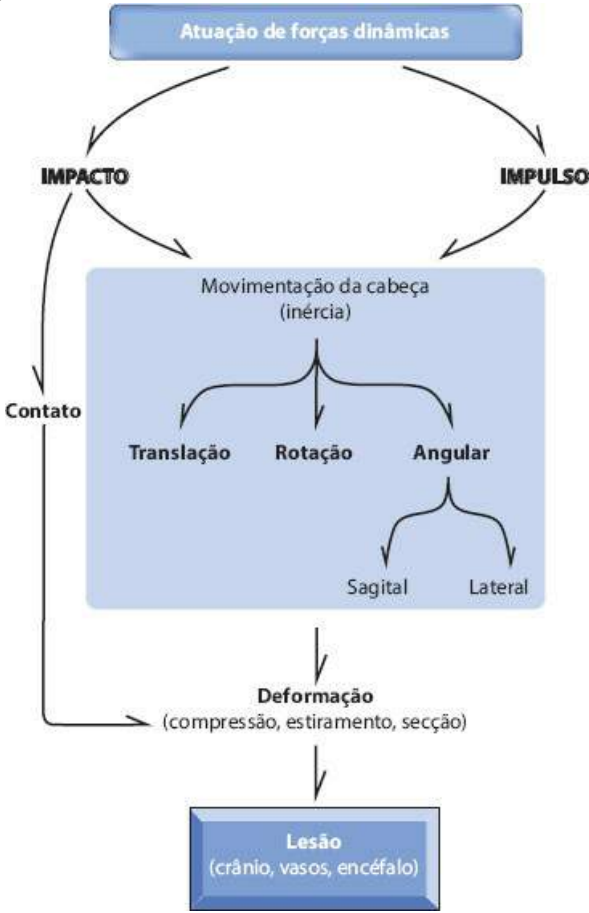 Atuação de forças dinâmicas
IMPACTO
IMPULSO
Movimentação da cabeça
(inércia)
Contato
Translação
Rotação
Angular
Sagital
Lateral
Deformação
(compressão, estiramento, secção)
Lesão
(crânio, vasos, encéfalo)